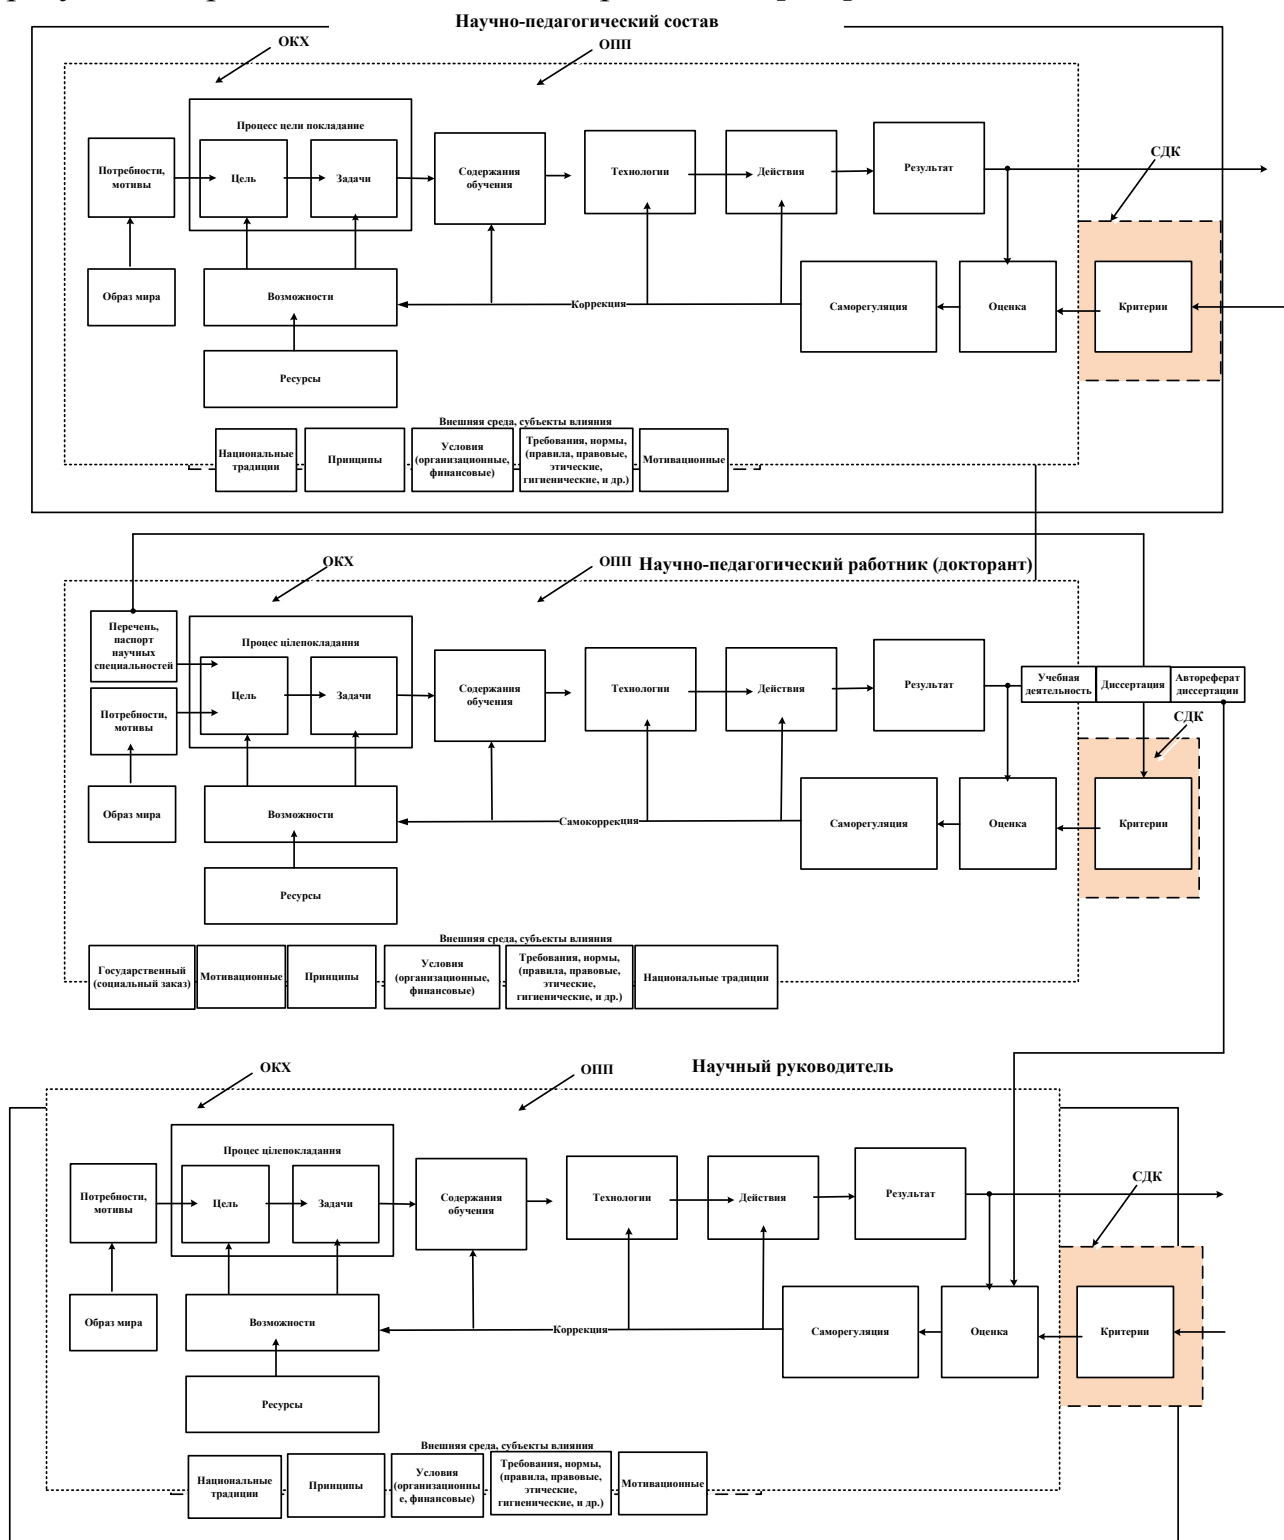 Научно-педагогический состав
ОКХ
ОПП
Процесс цели покладание
СДК
Потребности,
мотивы
Цель
Задачи
Содержания
обучения
Технологии
Действия
Результат
Образ мира
Возможности
Коррекция
Саморегуляция
Оценка
Критерии
Ресурсы
Внешняя среда, субъекты влияния
Национальные
традиции
Принципы
Условия
(организационные,
финансовые)
Требования, нормы,
(правила, правовые,
этические,
гигиенические, и др.)
Мотивационные
ОКХ
ОПП
Научно-педагогический работник (докторант)
Перечень,
паспорт
научных
специальностей
Процес цілепокладання
Цель
Задачи
Содержания
обучения
Технологии
Действия
Результат
Учебная
деятельность
Диссертация
Автореферат
диссертации
Потребности,
мотивы
СДК
Образ мира
Возможности
Самокоррекция
Саморегуляция
Оценка
Критерии
Ресурсы
Внешняя среда, субъекты влияния
Государственный
(социальный заказ)
Мотивационные
Принципы
Условия
(организационные,
финансовые)
Требования, нормы,
(правила, правовые,
этические,
гигиенические, и др.)
Национальные традиции
Научный руководитель
ОКХ
ОПП
Процес цілепокладання
СДК
Потребности,
мотивы
Цель
Задачи
Содержания
обучения
Технологии
Действия
Результат
Образ мира
Возможности
Коррекция
Саморегуляция
Оценка
Критерии
Ресурсы
Внешняя среда, субъекты влияния
Национальные
традиции
Принципы
Условия
(организационны
е, финансовые)
Требования, нормы,
(правила, правовые,
этические,
гигиенические, и др.)
Мотивационные